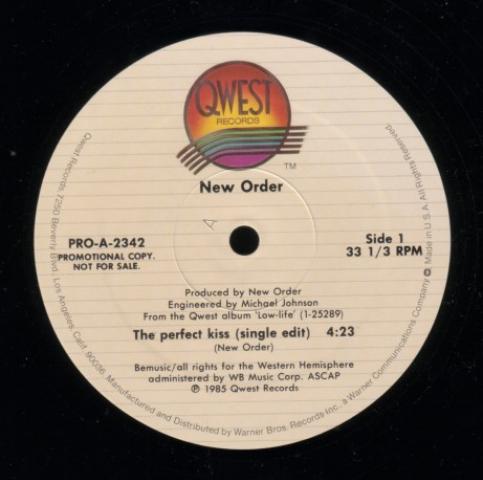 QWEST
RECORDS
TM
New Order
PRO-A-2342
PROMOTIONAL COPY.
NOT FOR SALE.
Side 1
33 1/3 RPM
Produced by New Order
Engineered by Michael Johnson
From the Qwest album 'Low-life' (1-25289)
The perfect kiss (single edit) 4:23
(New Order)
Bemusic/all rights for the Western Hemisphere
administered by WB Music Corp. ASCAP
℗ 1985 Qwest Records
Qwest Records, 7250 Beverly Blvd., Los Angeles, Calif. 90036, Manufactured and Distributed by Warner Bros. Records Inc., a Warner Communications Company Made in U.S.A. All Rights Reserved.